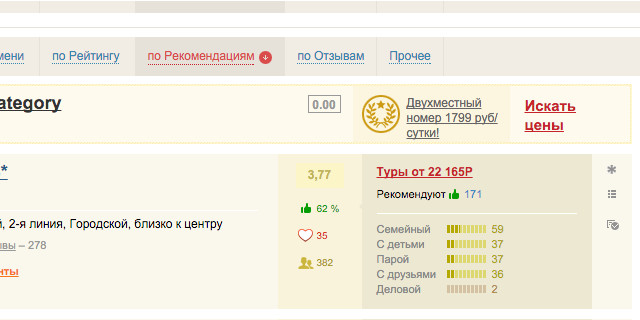 мени по Рейтингу по Рекомендациям по Отзывам Прочее
ategory 0.00 Двухместный номер 1799 руб/ сутки! Искать цены
* 3,77 Туры от 22 165Р
62 % Рекомендуют 171
й, 2-я линия, Городской, близко к центру 35 Семейный 59
ывы – 278 С детьми 37
382 Парой 37
нты С друзьями 36
Деловой 2